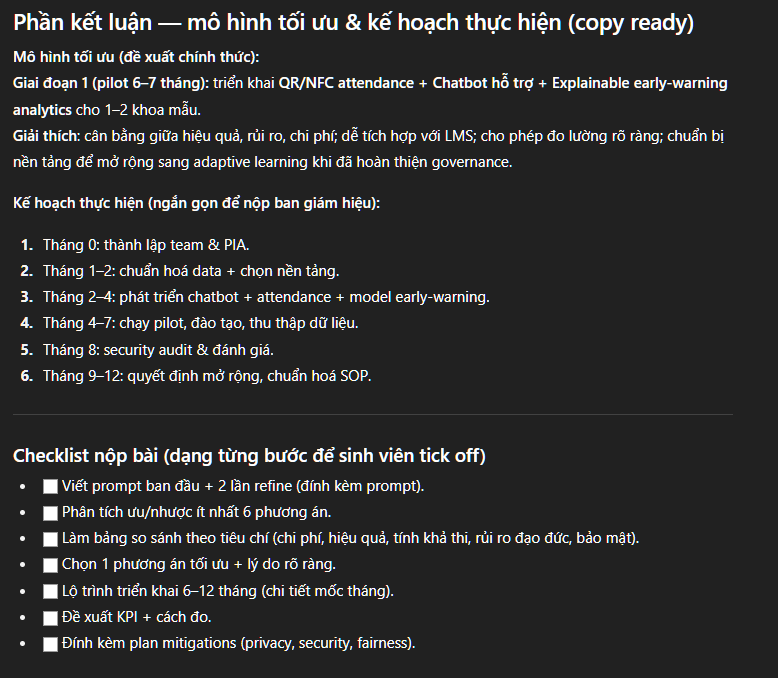 Phần kết luận — mô hình tối ưu & kế hoạch thực hiện (copy ready)
Mô hình tối ưu (đề xuất chính thức):
Giai đoạn 1 (pilot 6–7 tháng): triển khai QR/NFC attendance + Chatbot hỗ trợ + Explainable early-warning
analytics cho 1–2 khoa mẫu.
Giải thích: cân bằng giữa hiệu quả, rủi ro, chi phí; dễ tích hợp với LMS; cho phép đo lường rõ ràng; chuẩn bị
nền tảng để mở rộng sang adaptive learning khi đã hoàn thiện governance.
Kế hoạch thực hiện (ngắn gọn để nộp ban giám hiệu):
1. Tháng 0: thành lập team & PIA.
2. Tháng 1–2: chuẩn hoá data + chọn nền tảng.
3. Tháng 2–4: phát triển chatbot + attendance + model early-warning.
4. Tháng 4–7: chạy pilot, đào tạo, thu thập dữ liệu.
5. Tháng 8: security audit & đánh giá.
6. Tháng 9–12: quyết định mở rộng, chuẩn hoá SOP.
Checklist nộp bài (dạng từng bước để sinh viên tick off)
• Viết prompt ban đầu + 2 lần refine (đính kèm prompt).
• Phân tích ưu/nhược ít nhất 6 phương án.
• Làm bảng so sánh theo tiêu chí (chi phí, hiệu quả, tính khả thi, rủi ro đạo đức, bảo mật).
• Chọn 1 phương án tối ưu + lý do rõ ràng.
• Lộ trình triển khai 6–12 tháng (chi tiết mốc tháng).
• Đề xuất KPI + cách đo.
• Đính kèm plan mitigations (privacy, security, fairness).